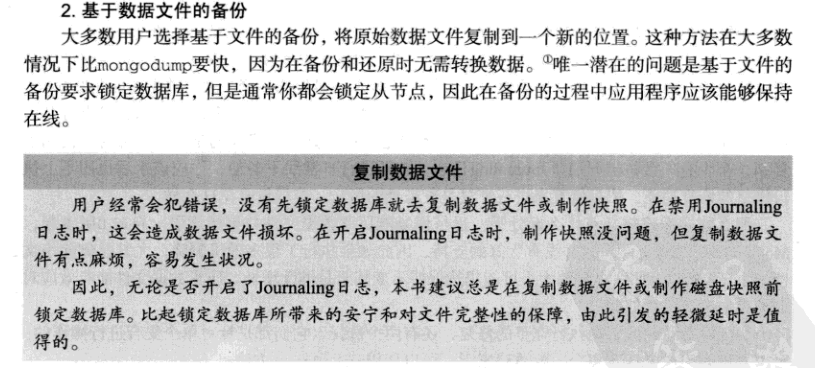 2. 基于数据文件的备份
大多数用户选择基于文件的备份，将原始数据文件复制到一个新的位置。这种方法在大多数
情况下比mongodump要快，因为在备份和还原时无需转换数据。①唯一潜在的问题是基于文件的
备份要求锁定数据库，但是通常你都会锁定从节点，因此在备份的过程中应用程序应该能够保持
在线。
复制数据文件
用户经常会犯错误，没有先锁定数据库就去复制数据文件或制作快照。在禁用Journaling
日志时，这会造成数据文件损坏。在开启Journaling日志时，制作快照没问题，但复制数据文
件有点麻烦，容易发生状况。
因此，无论是否开启了Journaling日志，本书建议总是在复制数据文件或制作磁盘快照前
锁定数据库。比起锁定数据库所带来的安宁和对文件完整性的保障，由此引发的轻微延时是值
得的。